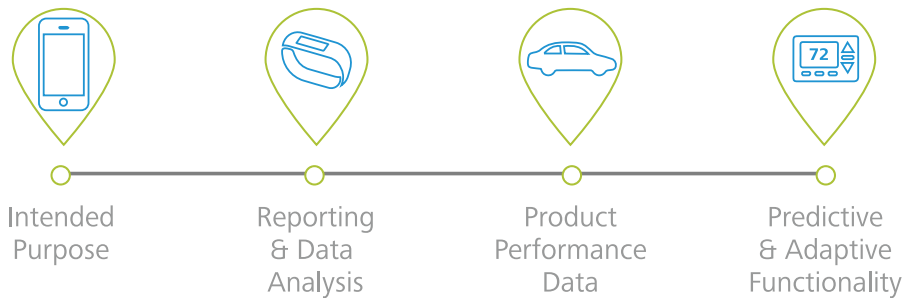 72
Intended
Purpose
Reporting
& Data
Analysis
Product
Performance
Data
Predictive
& Adaptive
Functionality